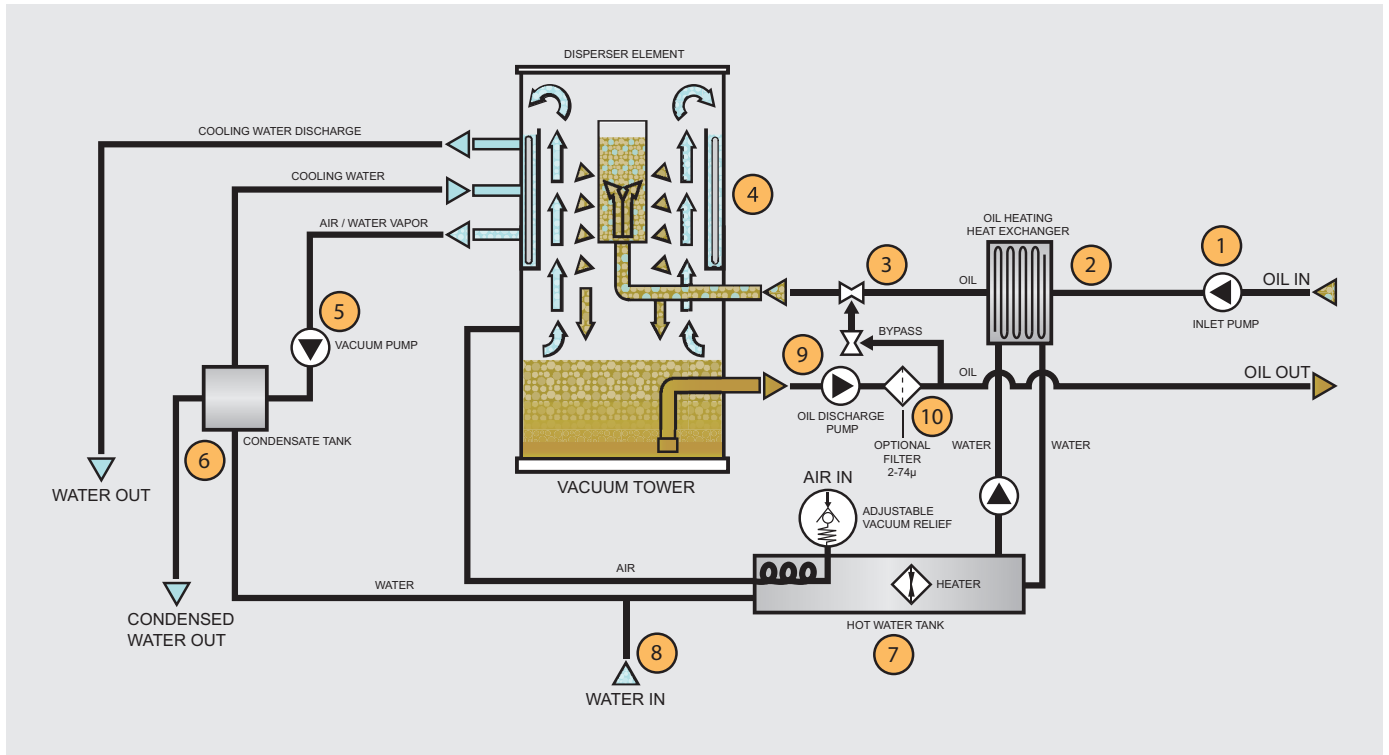 DISPERSER ELEMENT
COOLING WATER DISCHARGE
COOLING WATER
AIR / WATER VAPOR
4
5
VACUUM PUMP
CONDENSATE TANK
6
WATER OUT
CONDENSED
WATER OUT
OIL HEATING
HEAT EXCHANGER
1
2
3
OIL
OIL IN
INLET PUMP
BYPASS
9
OIL
OIL OUT
OIL DISCHARGE
PUMP
10
OPTIONAL
FILTER
2-74µ
WATER
WATER
VACUUM TOWER
AIR IN
ADJUSTABLE
VACUUM RELIEF
AIR
WATER
HEATER
HOT WATER TANK
7
8
WATER IN